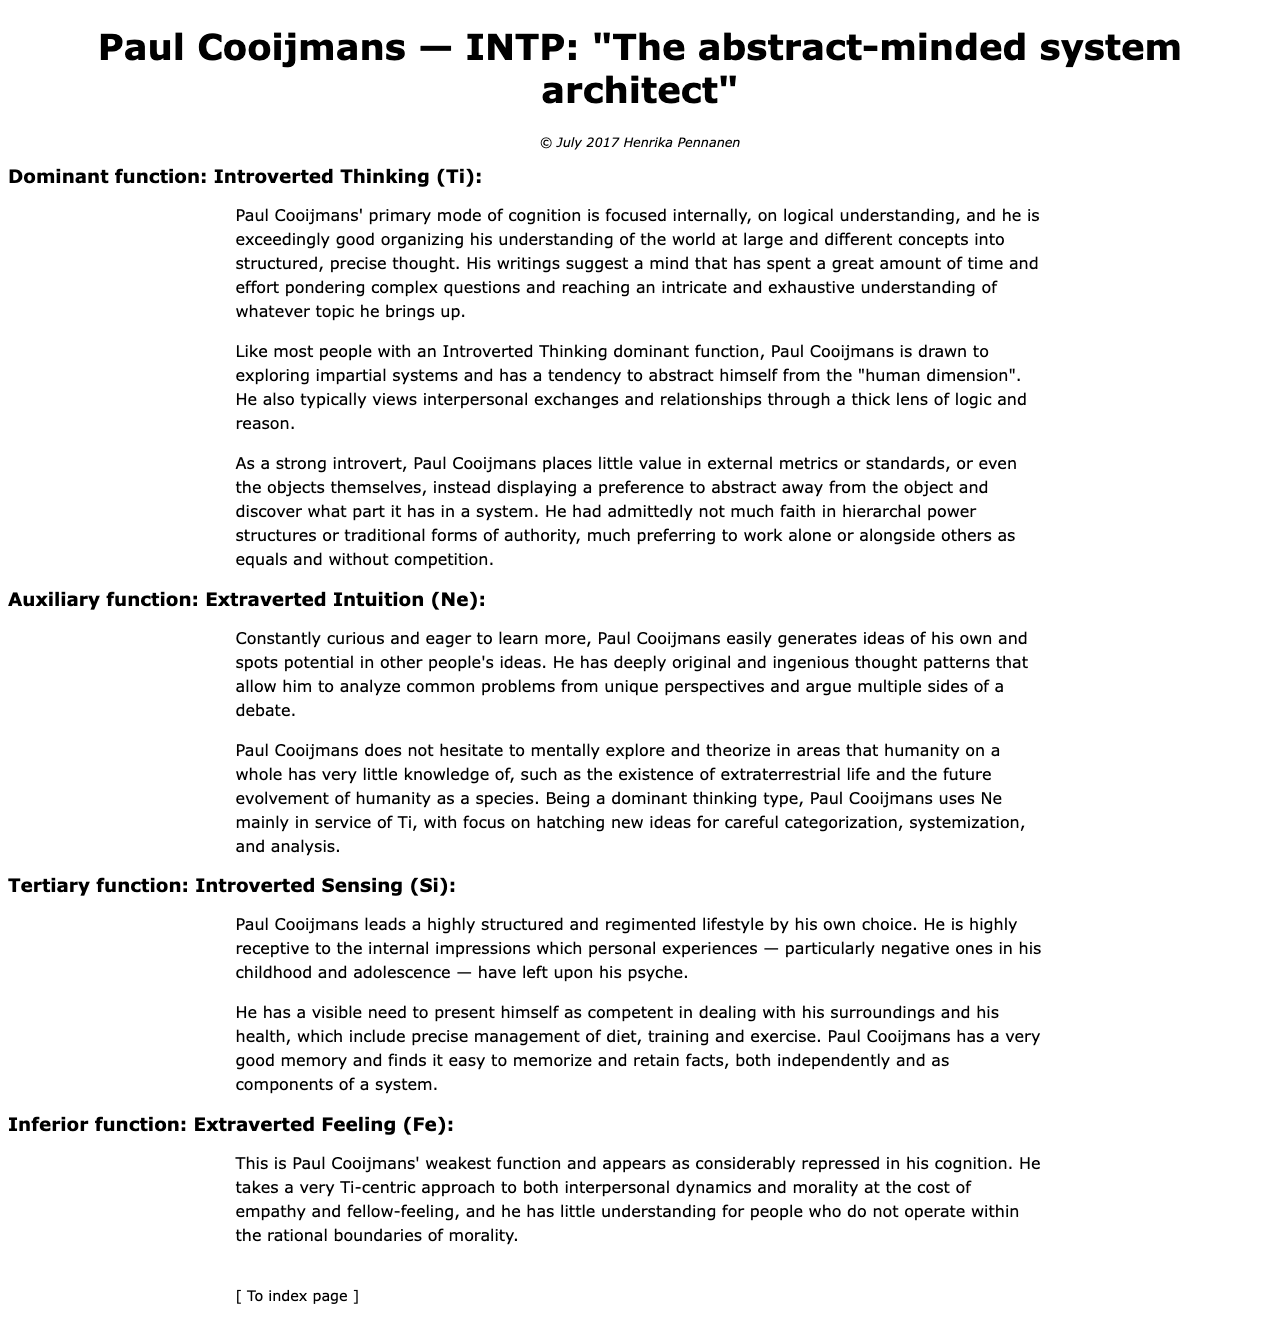 Paul Cooijmans — INTP: "The abstract-minded system
architect"
© July 2017 Henrika Pennanen
Dominant function: Introverted Thinking (Ti):
Paul Cooijmans' primary mode of cognition is focused internally, on logical understanding, and he is
exceedingly good organizing his understanding of the world at large and different concepts into
structured, precise thought. His writings suggest a mind that has spent a great amount of time and
effort pondering complex questions and reaching an intricate and exhaustive understanding of
whatever topic he brings up.
Like most people with an Introverted Thinking dominant function, Paul Cooijmans is drawn to
exploring impartial systems and has a tendency to abstract himself from the "human dimension".
He also typically views interpersonal exchanges and relationships through a thick lens of logic and
reason.
As a strong introvert, Paul Cooijmans places little value in external metrics or standards, or even
the objects themselves, instead displaying a preference to abstract away from the object and
discover what part it has in a system. He had admittedly not much faith in hierarchal power
structures or traditional forms of authority, much preferring to work alone or alongside others as
equals and without competition.
Auxiliary function: Extraverted Intuition (Ne):
Constantly curious and eager to learn more, Paul Cooijmans easily generates ideas of his own and
spots potential in other people's ideas. He has deeply original and ingenious thought patterns that
allow him to analyze common problems from unique perspectives and argue multiple sides of a
debate.
Paul Cooijmans does not hesitate to mentally explore and theorize in areas that humanity on a
whole has very little knowledge of, such as the existence of extraterrestrial life and the future
evolvement of humanity as a species. Being a dominant thinking type, Paul Cooijmans uses Ne
mainly in service of Ti, with focus on hatching new ideas for careful categorization, systemization,
and analysis.
Tertiary function: Introverted Sensing (Si):
Paul Cooijmans leads a highly structured and regimented lifestyle by his own choice. He is highly
receptive to the internal impressions which personal experiences — particularly negative ones in his
childhood and adolescence — have left upon his psyche.
He has a visible need to present himself as competent in dealing with his surroundings and his
health, which include precise management of diet, training and exercise. Paul Cooijmans has a very
good memory and finds it easy to memorize and retain facts, both independently and as
components of a system.
Inferior function: Extraverted Feeling (Fe):
This is Paul Cooijmans' weakest function and appears as considerably repressed in his cognition. He
takes a very Ti-centric approach to both interpersonal dynamics and morality at the cost of
empathy and fellow-feeling, and he has little understanding for people who do not operate within
the rational boundaries of morality.
[ To index page ]